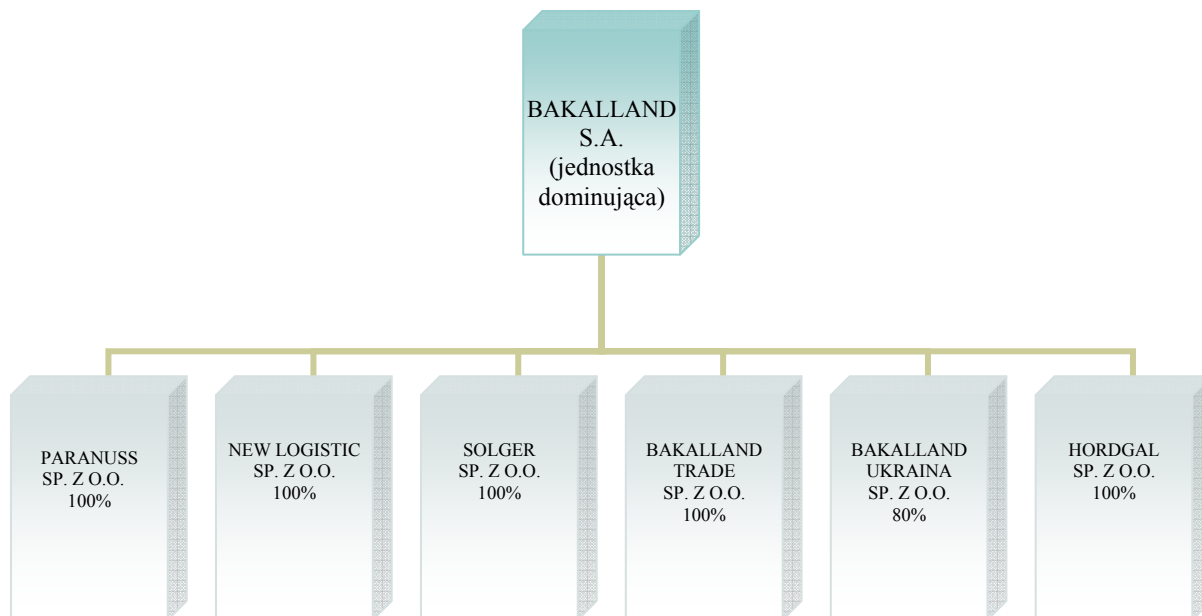 BAKALLAND
S.A.
(jednostka
dominująca)
PARANUSS
SP. Z O.O.
100%
NEW LOGISTIC
SP. Z O.O.
100%
SOLGER
SP. Z O.O.
100%
BAKALLAND
TRADE
SP. Z O.O.
100%
BAKALLAND
UKRAINA
SP. Z O.O.
80%
HORDGAL
SP. Z O.O.
100%